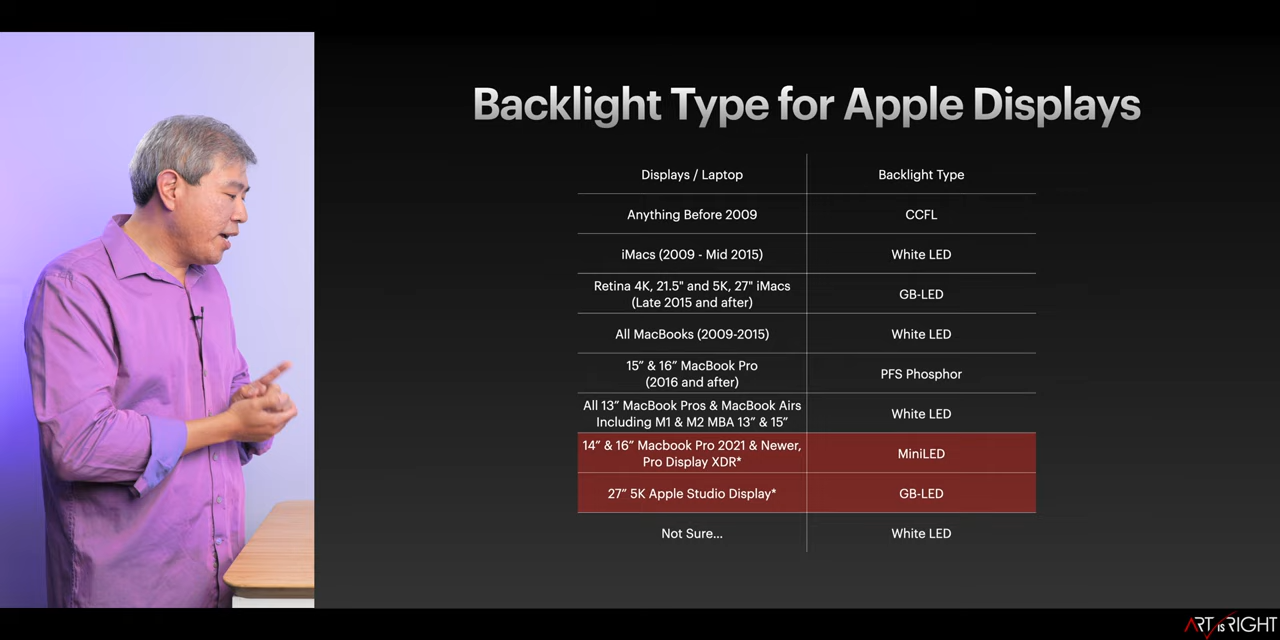 Backlight Type for Apple Displays
Displays / Laptop
Backlight Type
Anything Before 2009
CCFL
iMacs (2009 - Mid 2015)
White LED
Retina 4K, 21.5" and 5K, 27" iMacs
(Late 2015 and after)
GB-LED
All MacBooks (2009-2015)
White LED
15” & 16” MacBook Pro
(2016 and after)
PFS Phosphor
All 13” MacBook Pros & MacBook Airs
Including M1 & M2 MBA 13” & 15”
White LED
14” & 16” Macbook Pro 2021 & Newer,
Pro Display XDR*
MiniLED
27” 5K Apple Studio Display*
GB-LED
Not Sure...
White LED
ART IS RIGHT